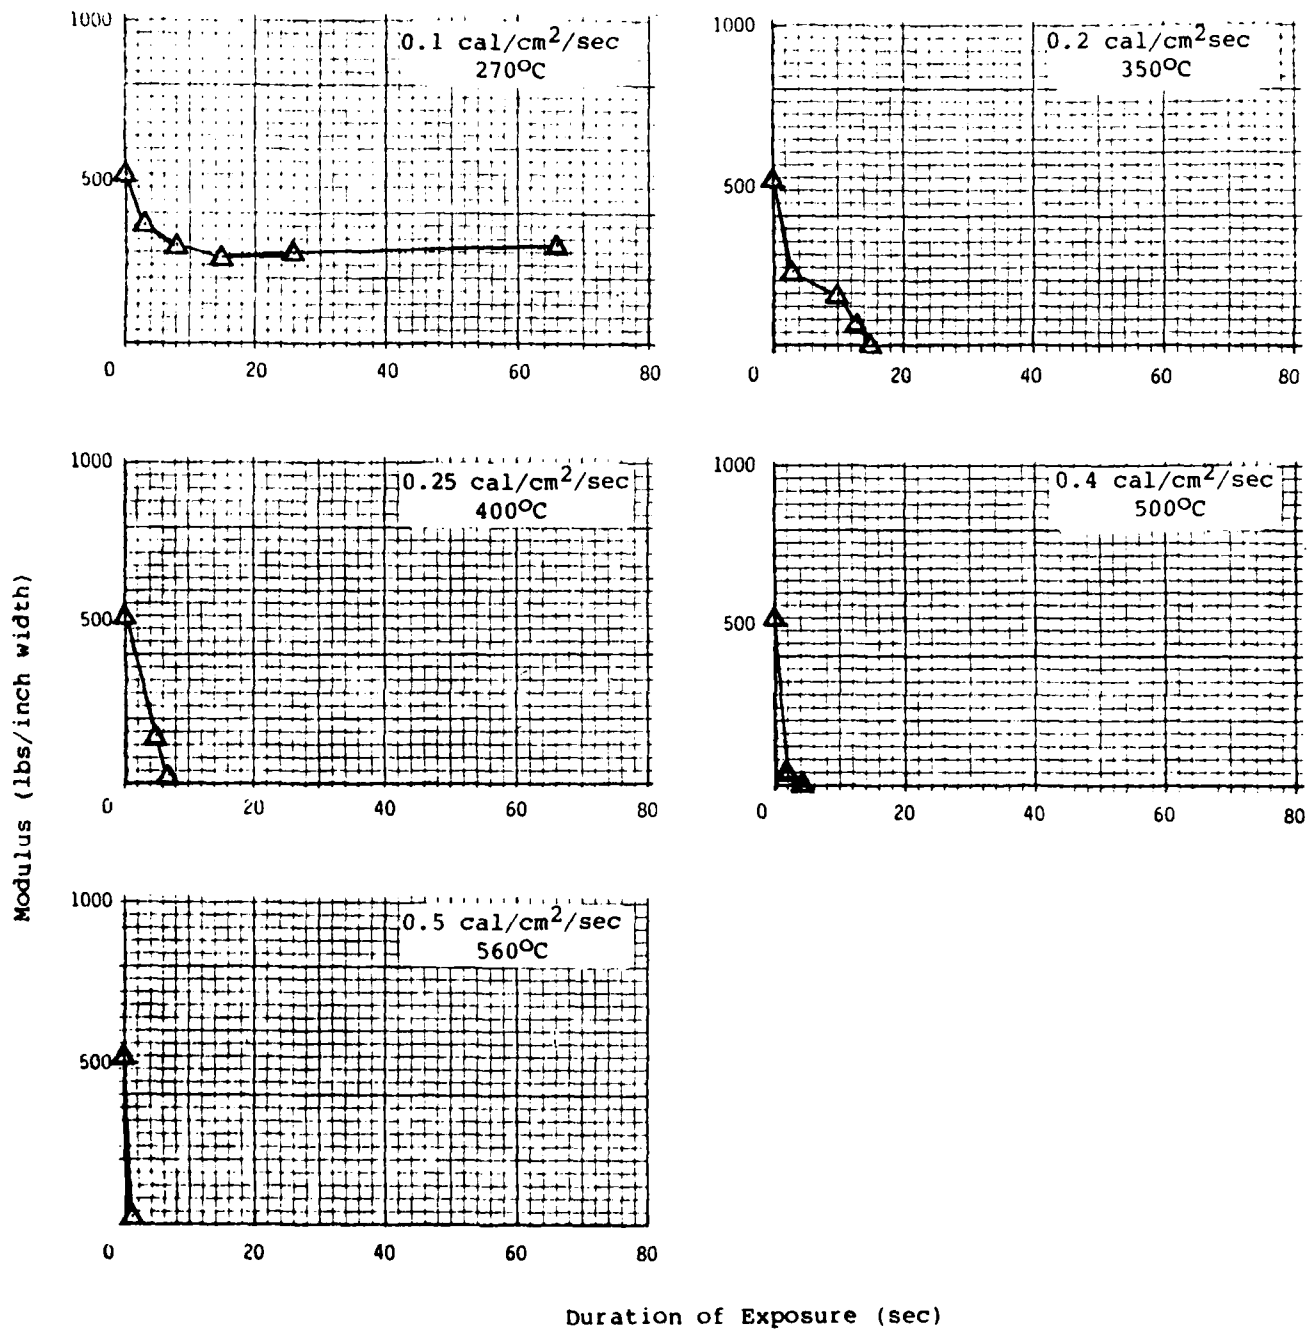 1000
0.1 cal/cm²/sec
270°C
500
0 20 40 60 80
1000
0.2 cal/cm²sec
350°C
500
0 20 40 60 80
1000
0.25 cal/cm²/sec
400°C
500
0 20 40 60 80
1000
0.4 cal/cm²/sec
500°C
500
0 20 40 60 80
1000
0.5 cal/cm²/sec
560°C
500
0 20 40 60 80
Modulus (lbs/inch width)
Duration of Exposure (sec)